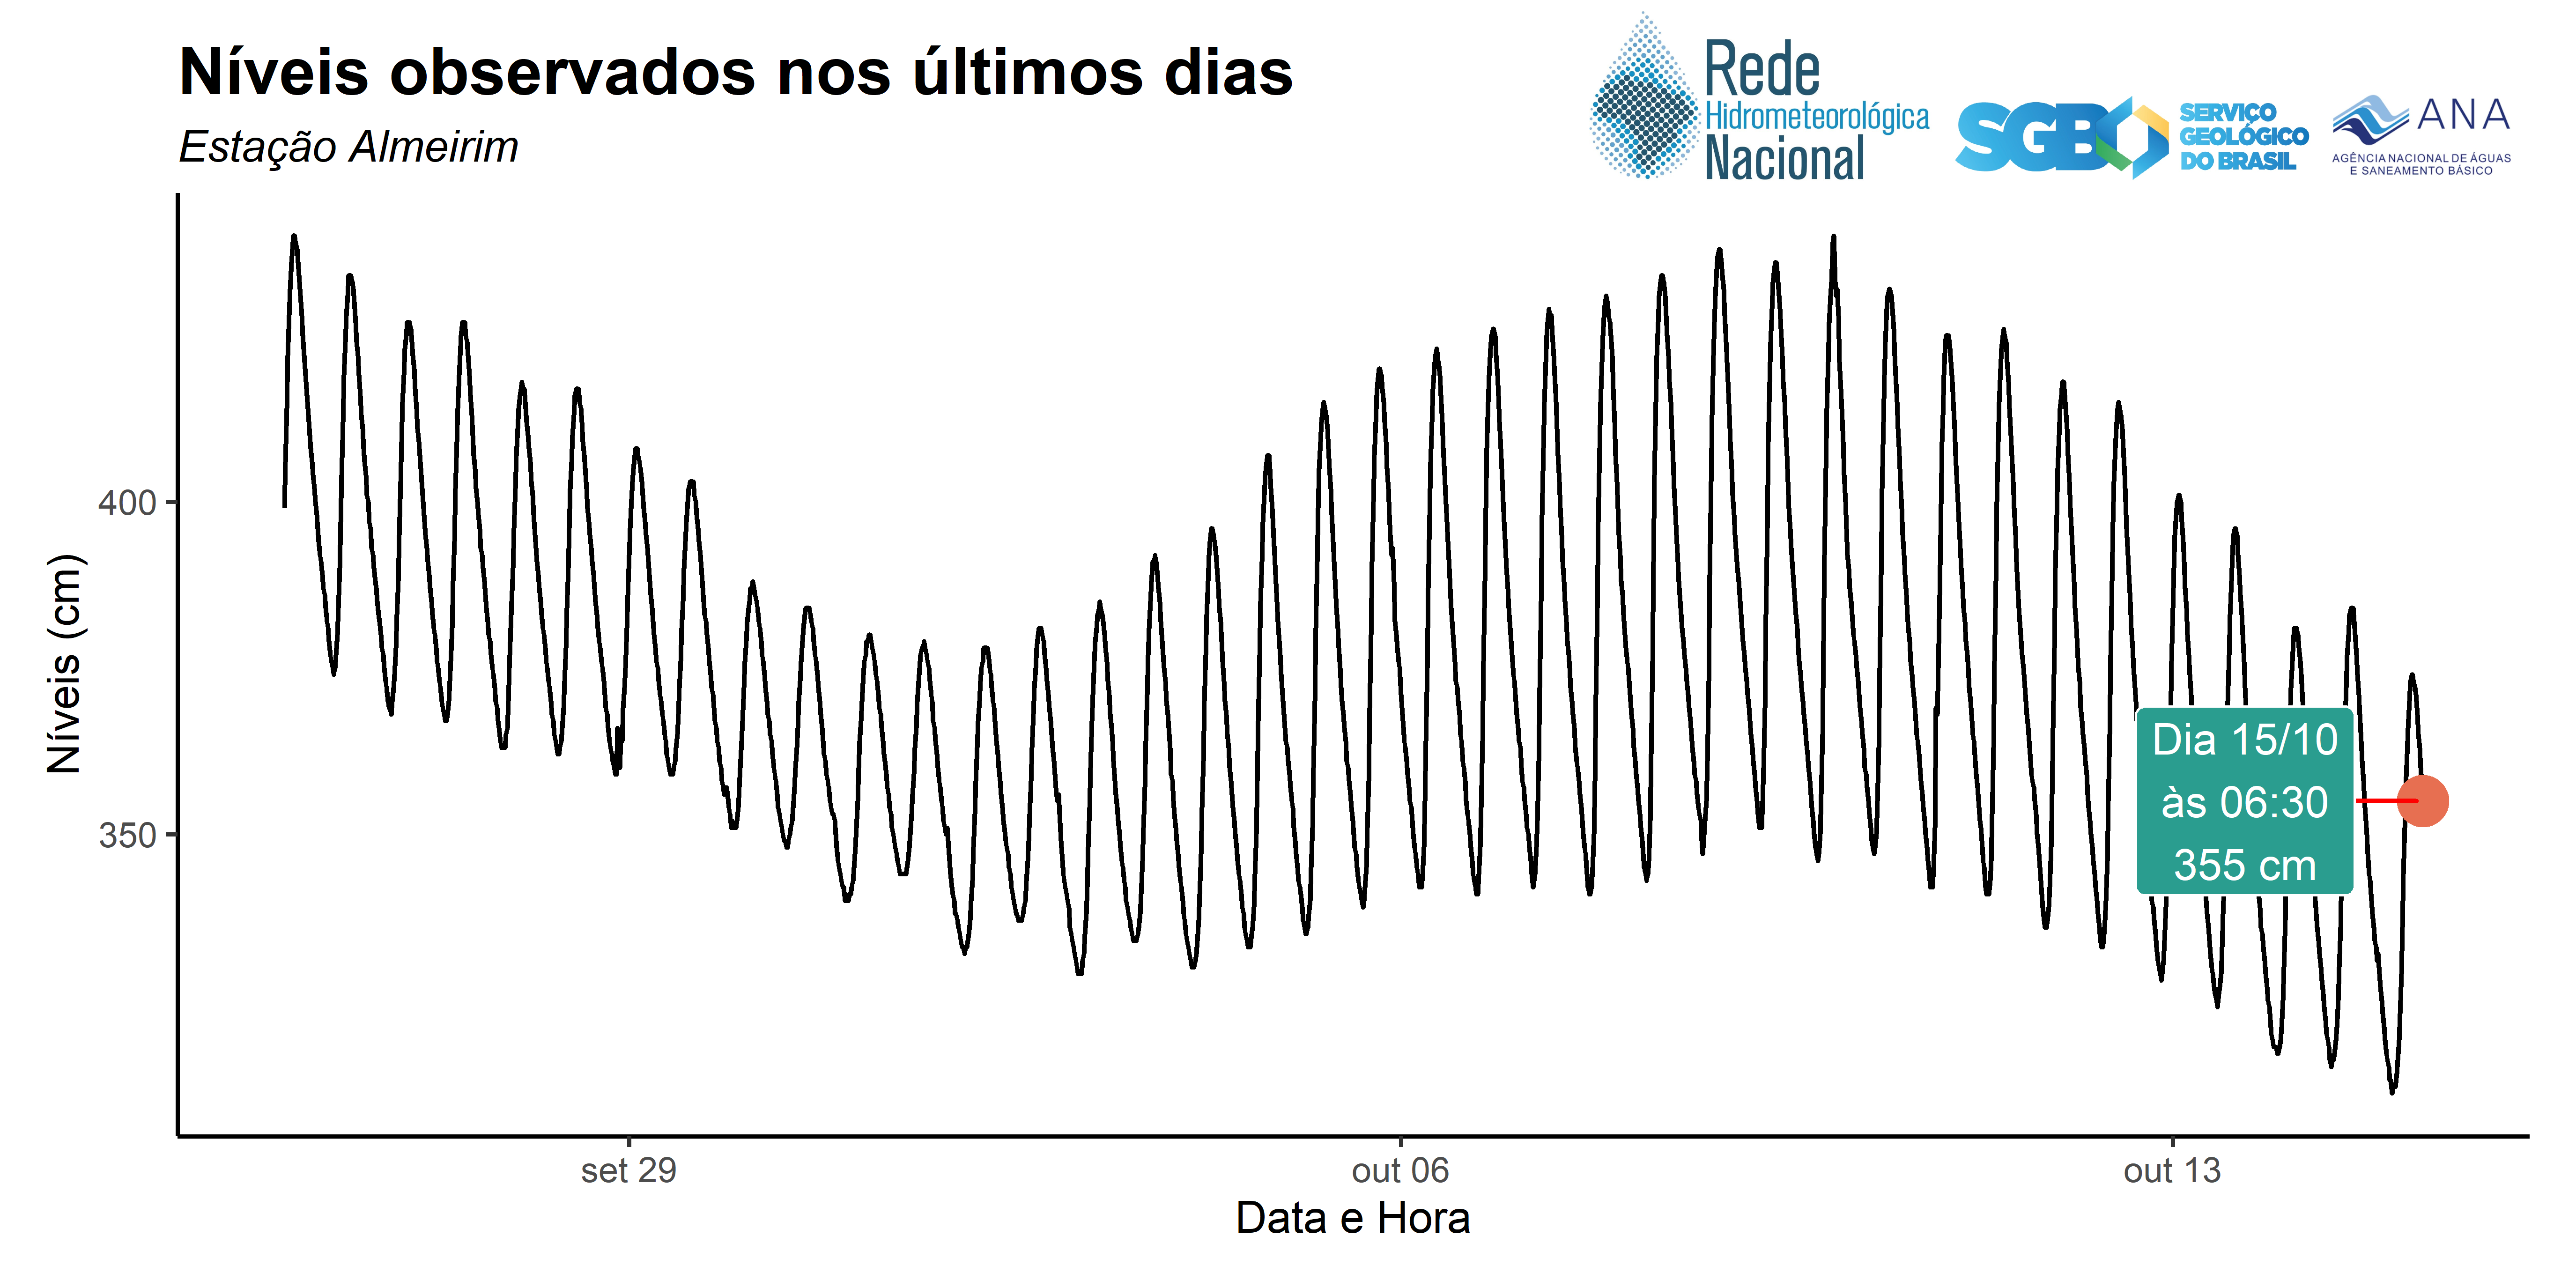 Níveis observados nos últimos dias
Estação Almeirim
Rede
Hidrometeorológica
Nacional
SGB
SERVIÇO
GEOLÓGICO
DO BRASIL
ANA
AGÊNCIA NACIONAL DE ÁGUAS
E SANEAMENTO BÁSICO
Níveis (cm)
400
350
Dia 15/10
às 06:30
355 cm
set 29
out 06
out 13
Data e Hora